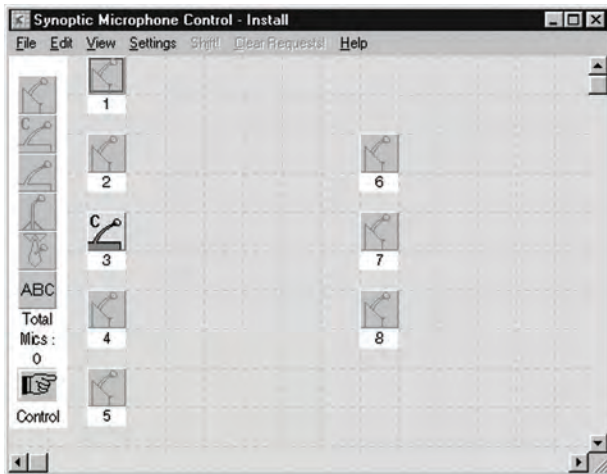 Synoptic Microphone Control - Install
File Edit View Settings Shift! Clear Requests! Help
C
ABC
Total
Mics :
0
Control
1
2
C
3
4
5
6
7
8